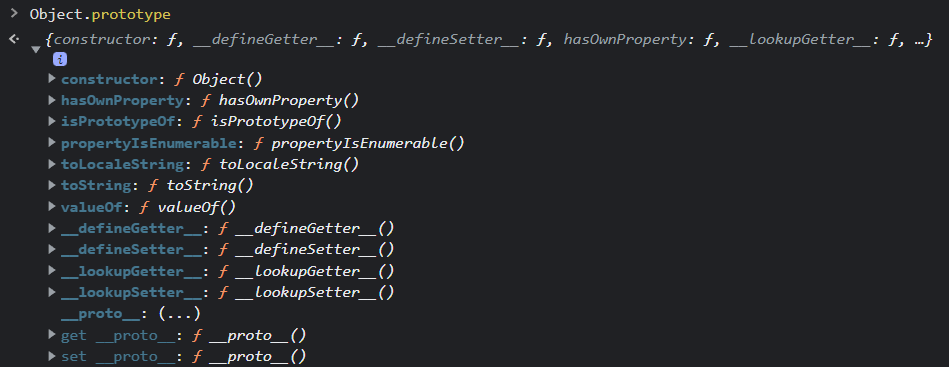 > Object.prototype
{constructor: ƒ, __defineGetter__: ƒ, __defineSetter__: ƒ, hasOwnProperty: ƒ, __lookupGetter__: ƒ, …}
i
constructor: ƒ Object()
hasOwnProperty: ƒ hasOwnProperty()
isPrototypeOf: ƒ isPrototypeOf()
propertyIsEnumerable: ƒ propertyIsEnumerable()
toLocaleString: ƒ toLocaleString()
toString: ƒ toString()
valueOf: ƒ valueOf()
__defineGetter__: ƒ __defineGetter__()
__defineSetter__: ƒ __defineSetter__()
__lookupGetter__: ƒ __lookupGetter__()
__lookupSetter__: ƒ __lookupSetter__()
__proto__: (...)
get __proto__: ƒ __proto__()
set __proto__: ƒ __proto__()